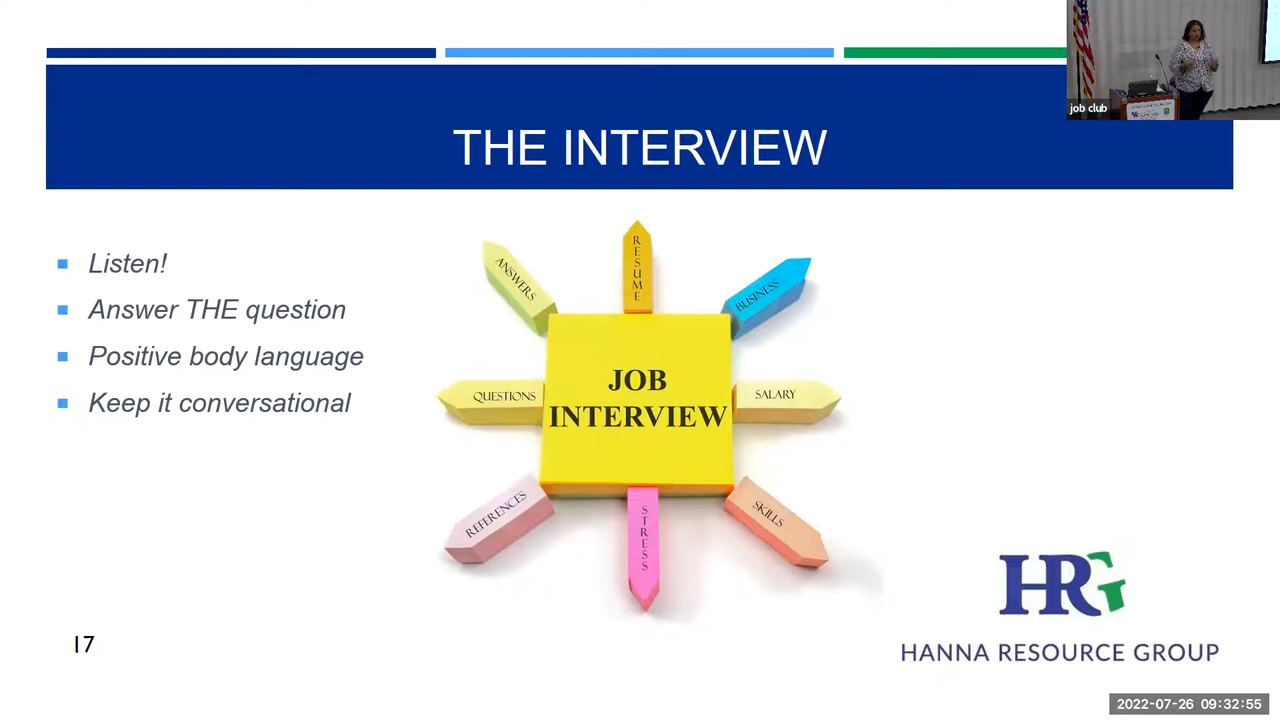 job club
THE INTERVIEW
Listen!
Answer THE question
Positive body language
Keep it conversational
ANSWERS
RESUME
BUSINESS
QUESTIONS
JOB
INTERVIEW
SALARY
REFERENCES
STRESS
SKILLS
HRG
HANNA RESOURCE GROUP
17
2022-07-26 09:32:55